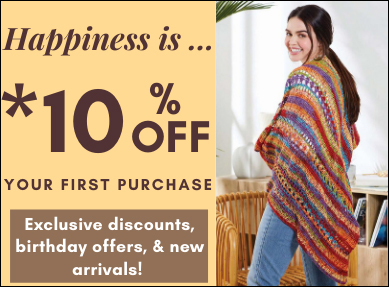 Happiness is ...
*10 % OFF
YOUR FIRST PURCHASE
Exclusive discounts,
birthday offers, & new
arrivals!